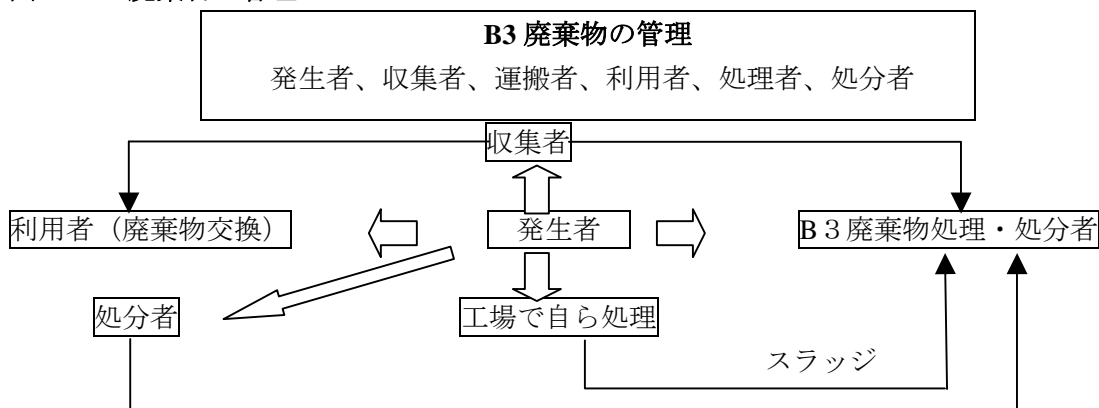 B3 廃棄物の管理
発生者、収集者、運搬者、利用者、処理者、処分者
収集者
利用者（廃棄物交換）
発生者
B３廃棄物処理・処分者
処分者
工場で自ら処理
スラッジ